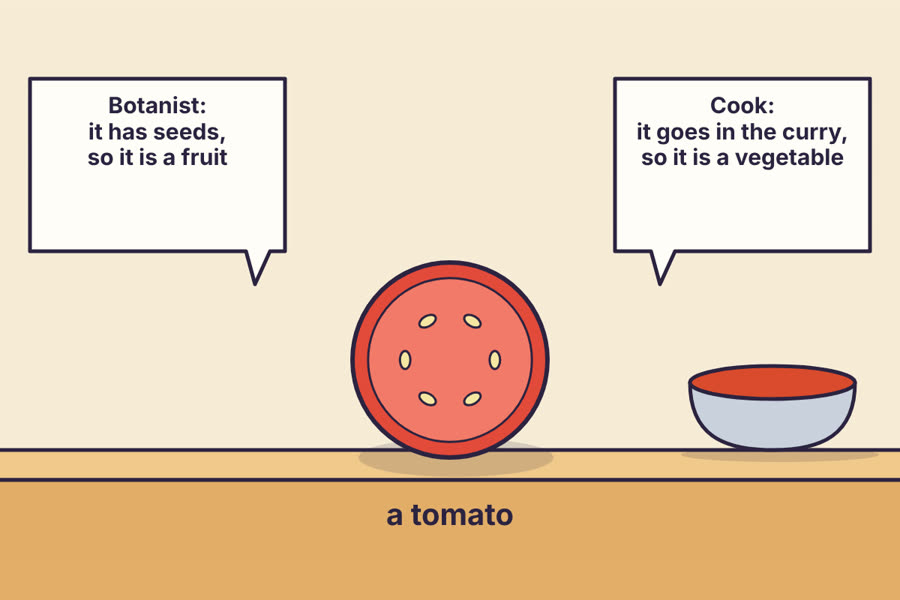 Botanist:
it has seeds,
so it is a fruit
Cook:
it goes in the curry,
so it is a vegetable
a tomato